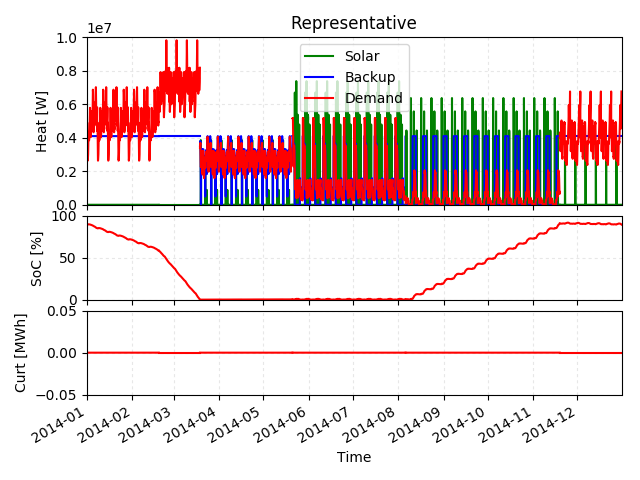 Representative
1e7
1.0
0.8
0.6
0.4
0.2
0.0
Heat [W]
Solar
Backup
Demand
100
50
0
SoC [%]
0.05
0.00
−0.05
Curt [MWh]
2014-01
2014-02
2014-03
2014-04
2014-05
2014-06
2014-07
2014-08
2014-09
2014-10
2014-11
2014-12
Time